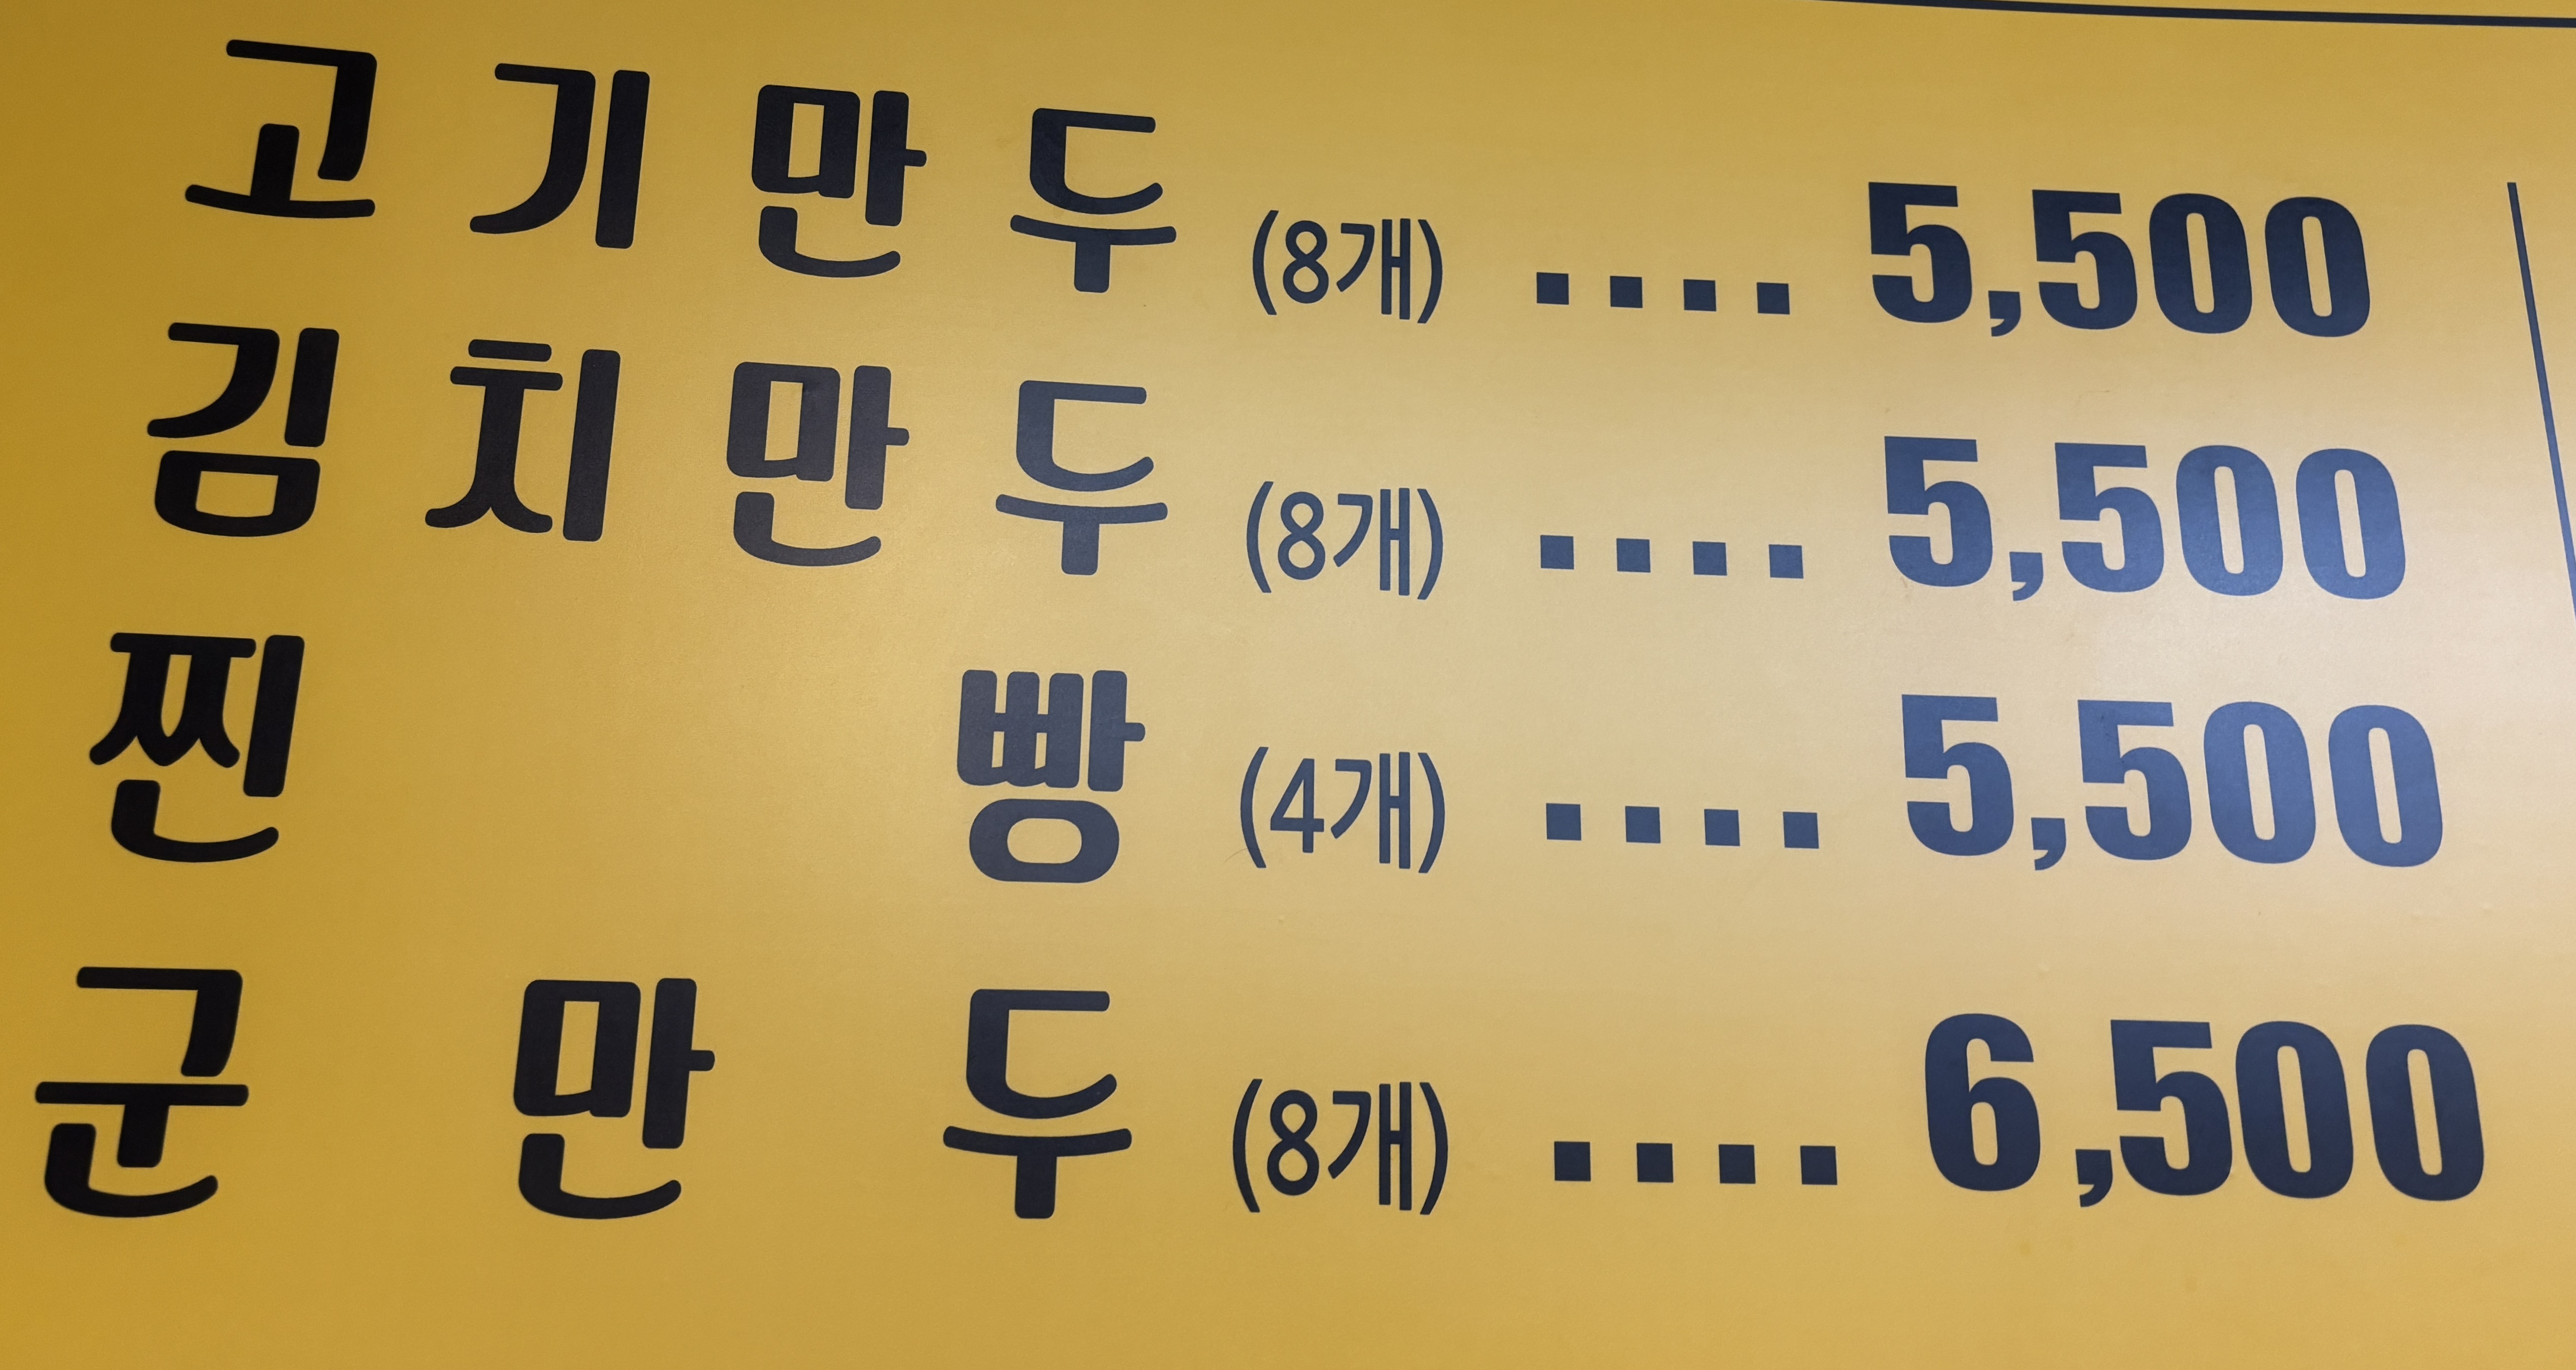 고기만두 (8개) .... 5,500
김치만두 (8개) .... 5,500
찐빵 (4개) .... 5,500
군만두 (8개) .... 6,500